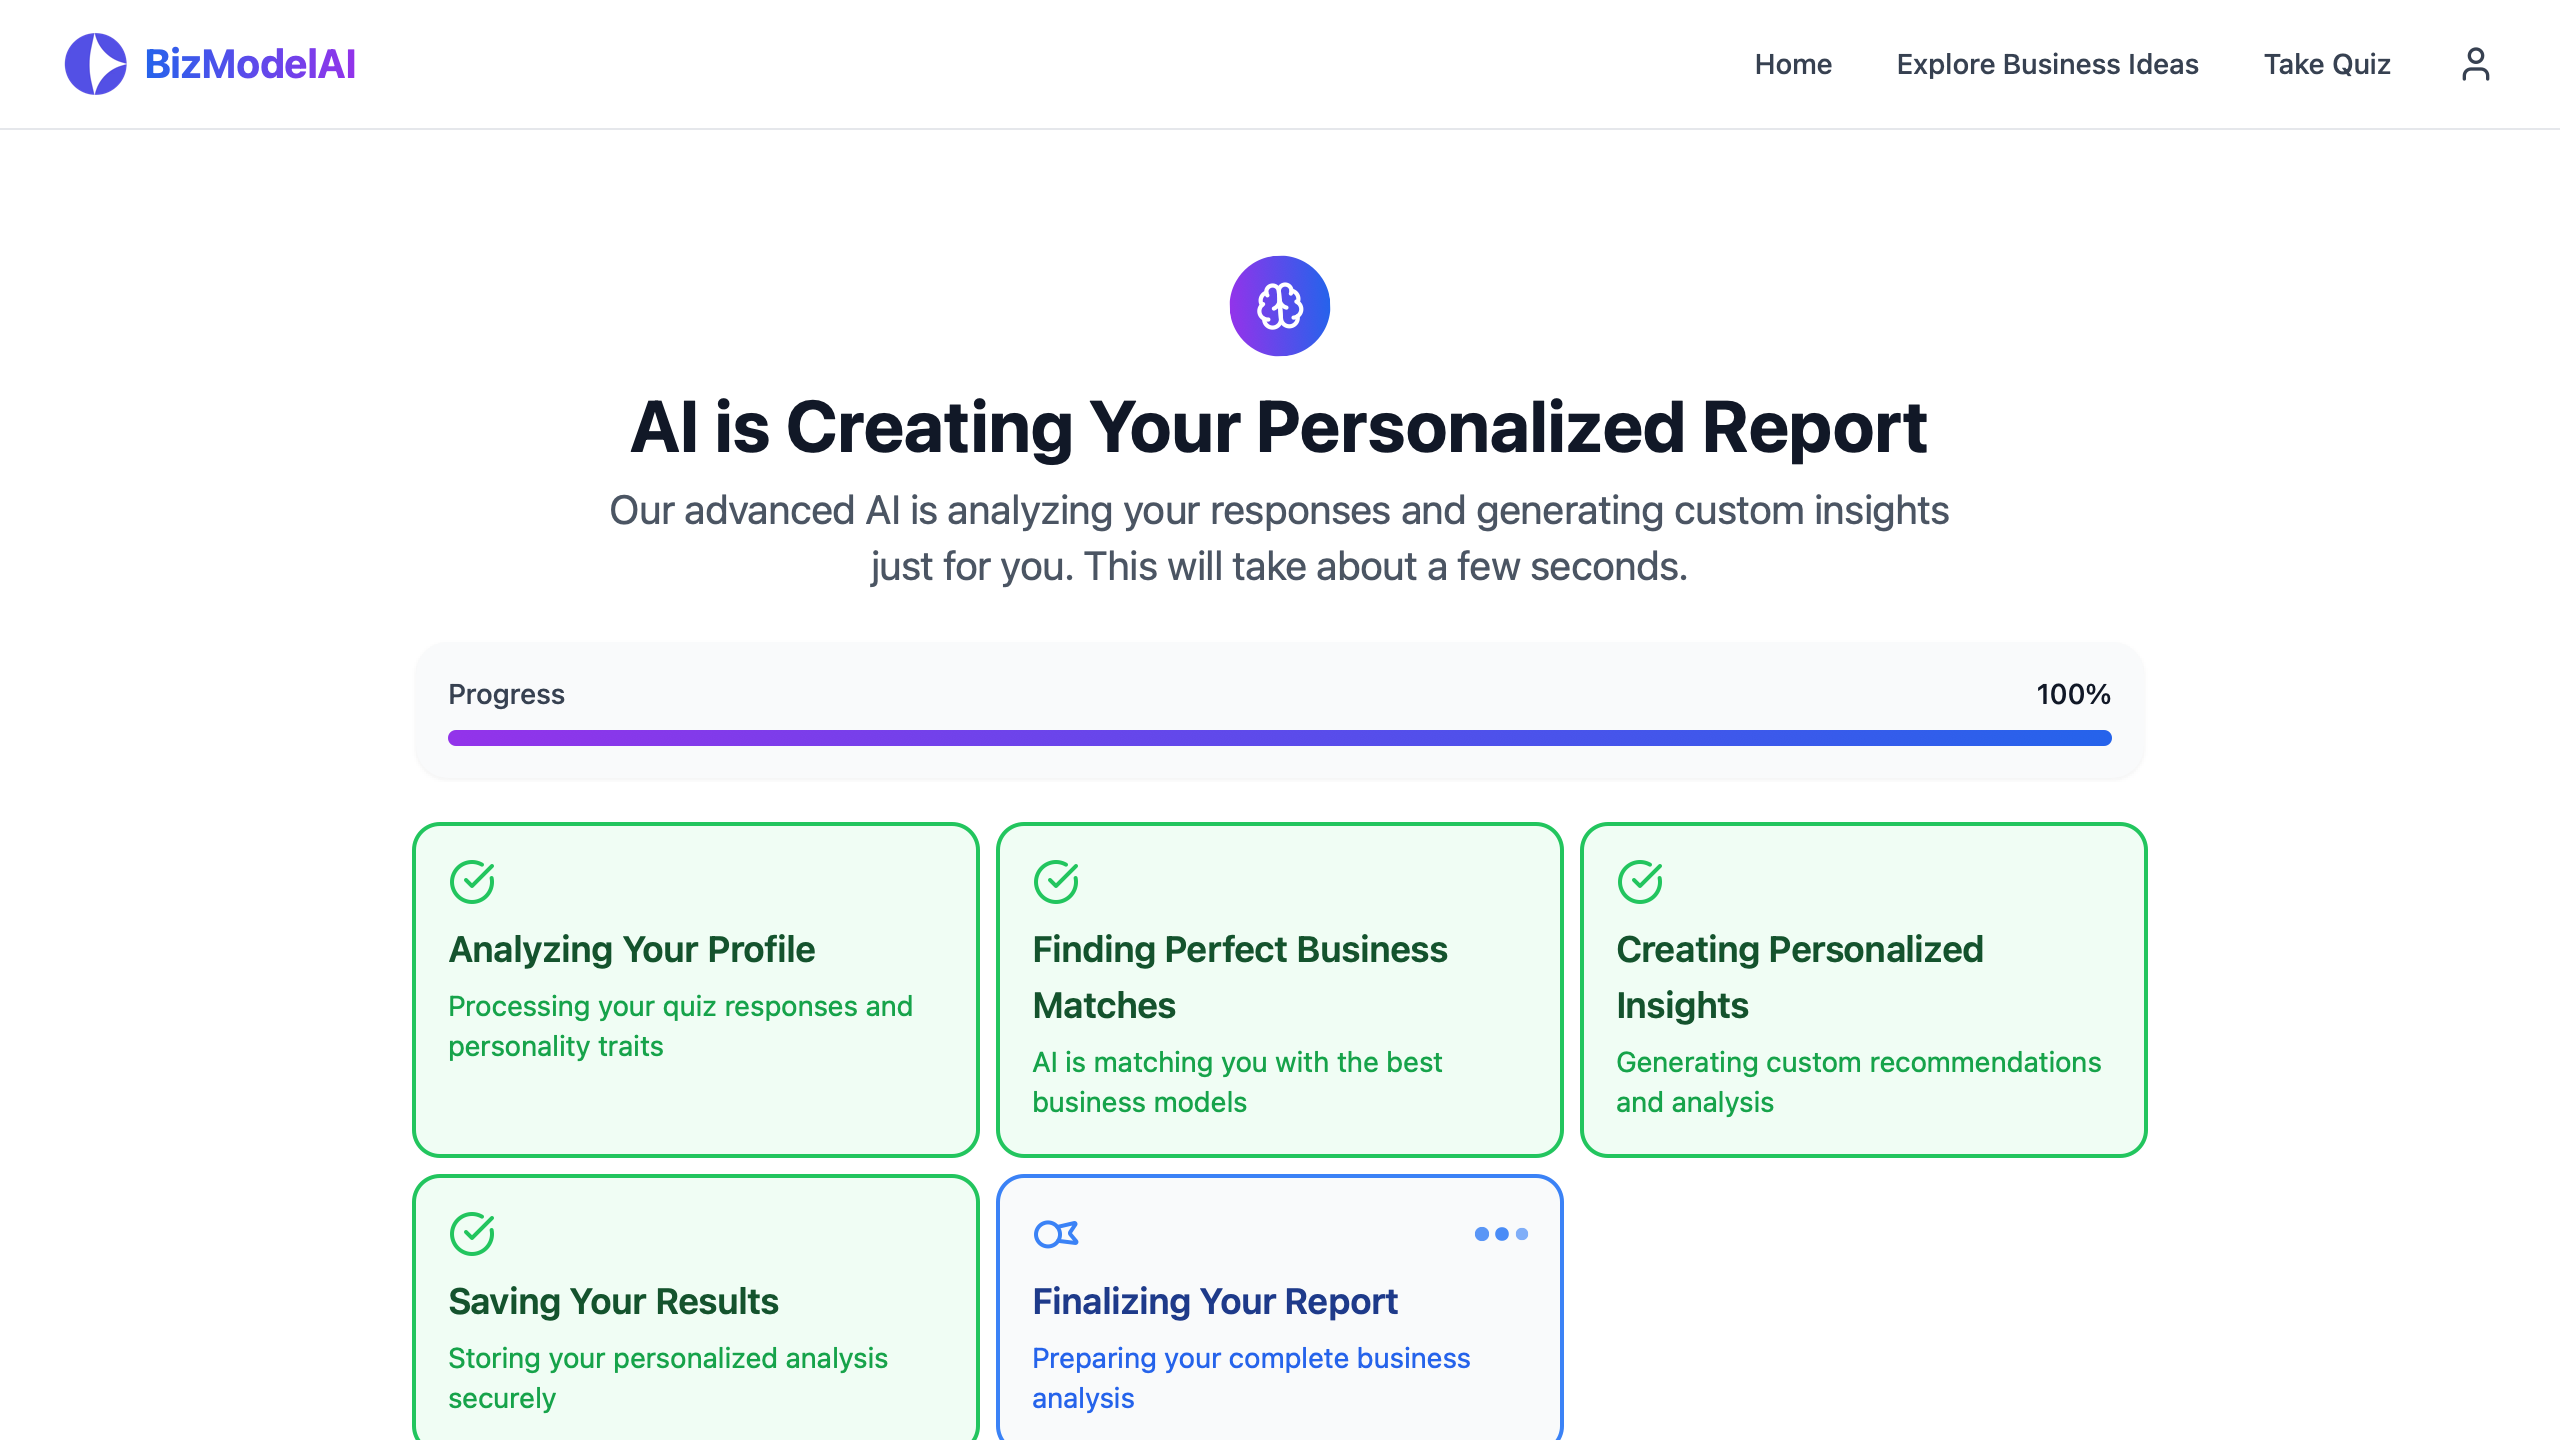 BizModelAI
Home
Explore Business Ideas
Take Quiz
AI is Creating Your Personalized Report
Our advanced AI is analyzing your responses and generating custom insights
just for you. This will take about a few seconds.
Progress
100%
Analyzing Your Profile
Processing your quiz responses and
personality traits
Finding Perfect Business
Matches
AI is matching you with the best
business models
Creating Personalized
Insights
Generating custom recommendations
and analysis
Saving Your Results
Storing your personalized analysis
securely
Finalizing Your Report
Preparing your complete business
analysis